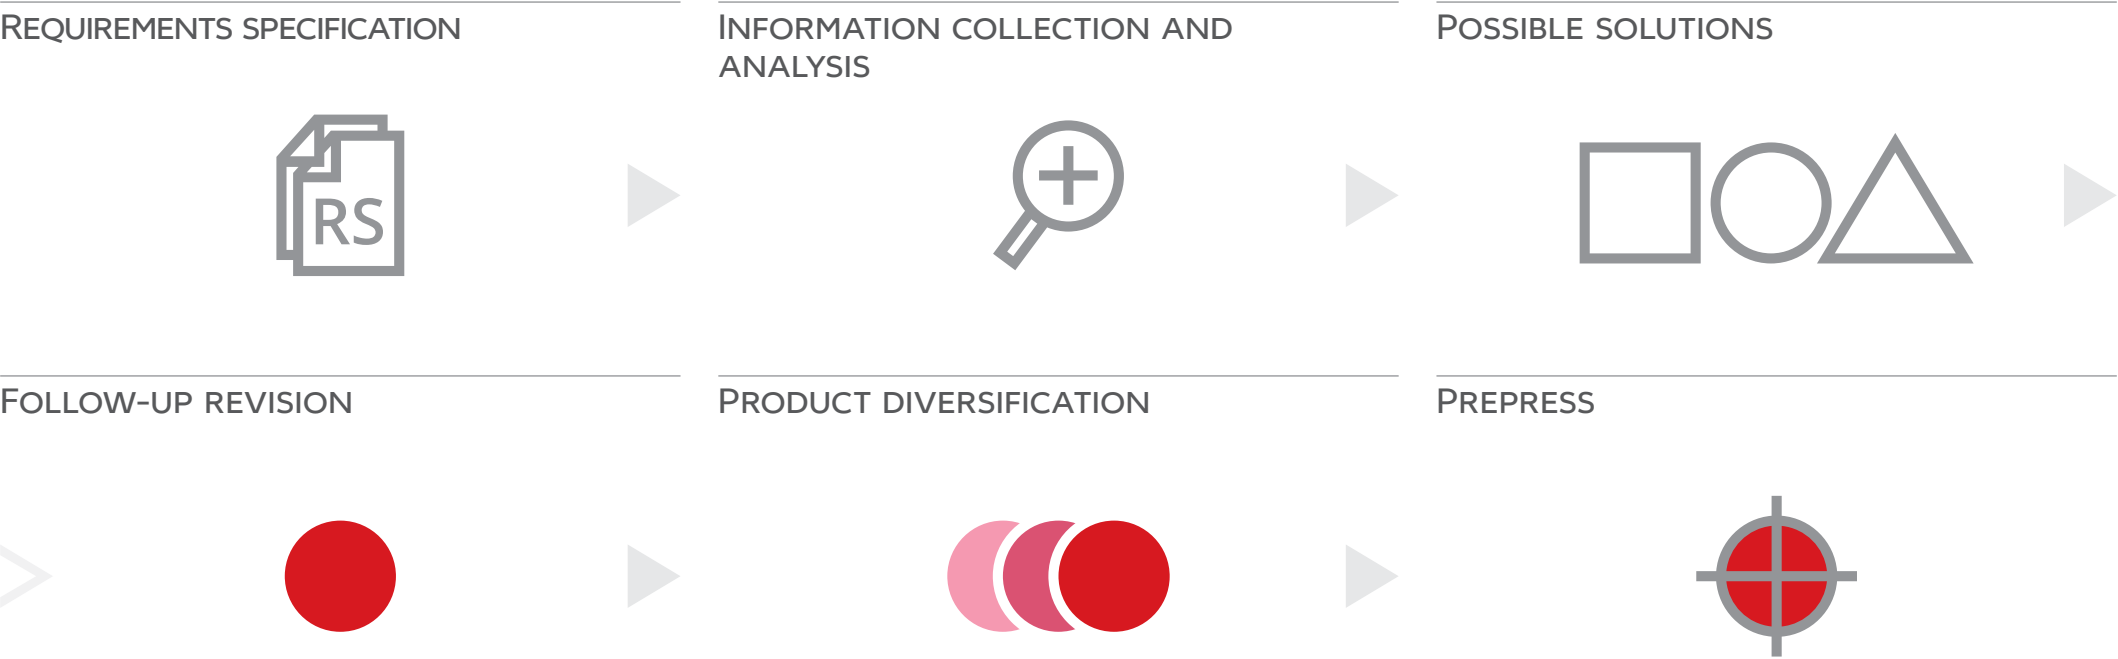 Requirements specification
Information collection and
analysis
Possible solutions
RS
Follow-up revision
Product diversification
Prepress